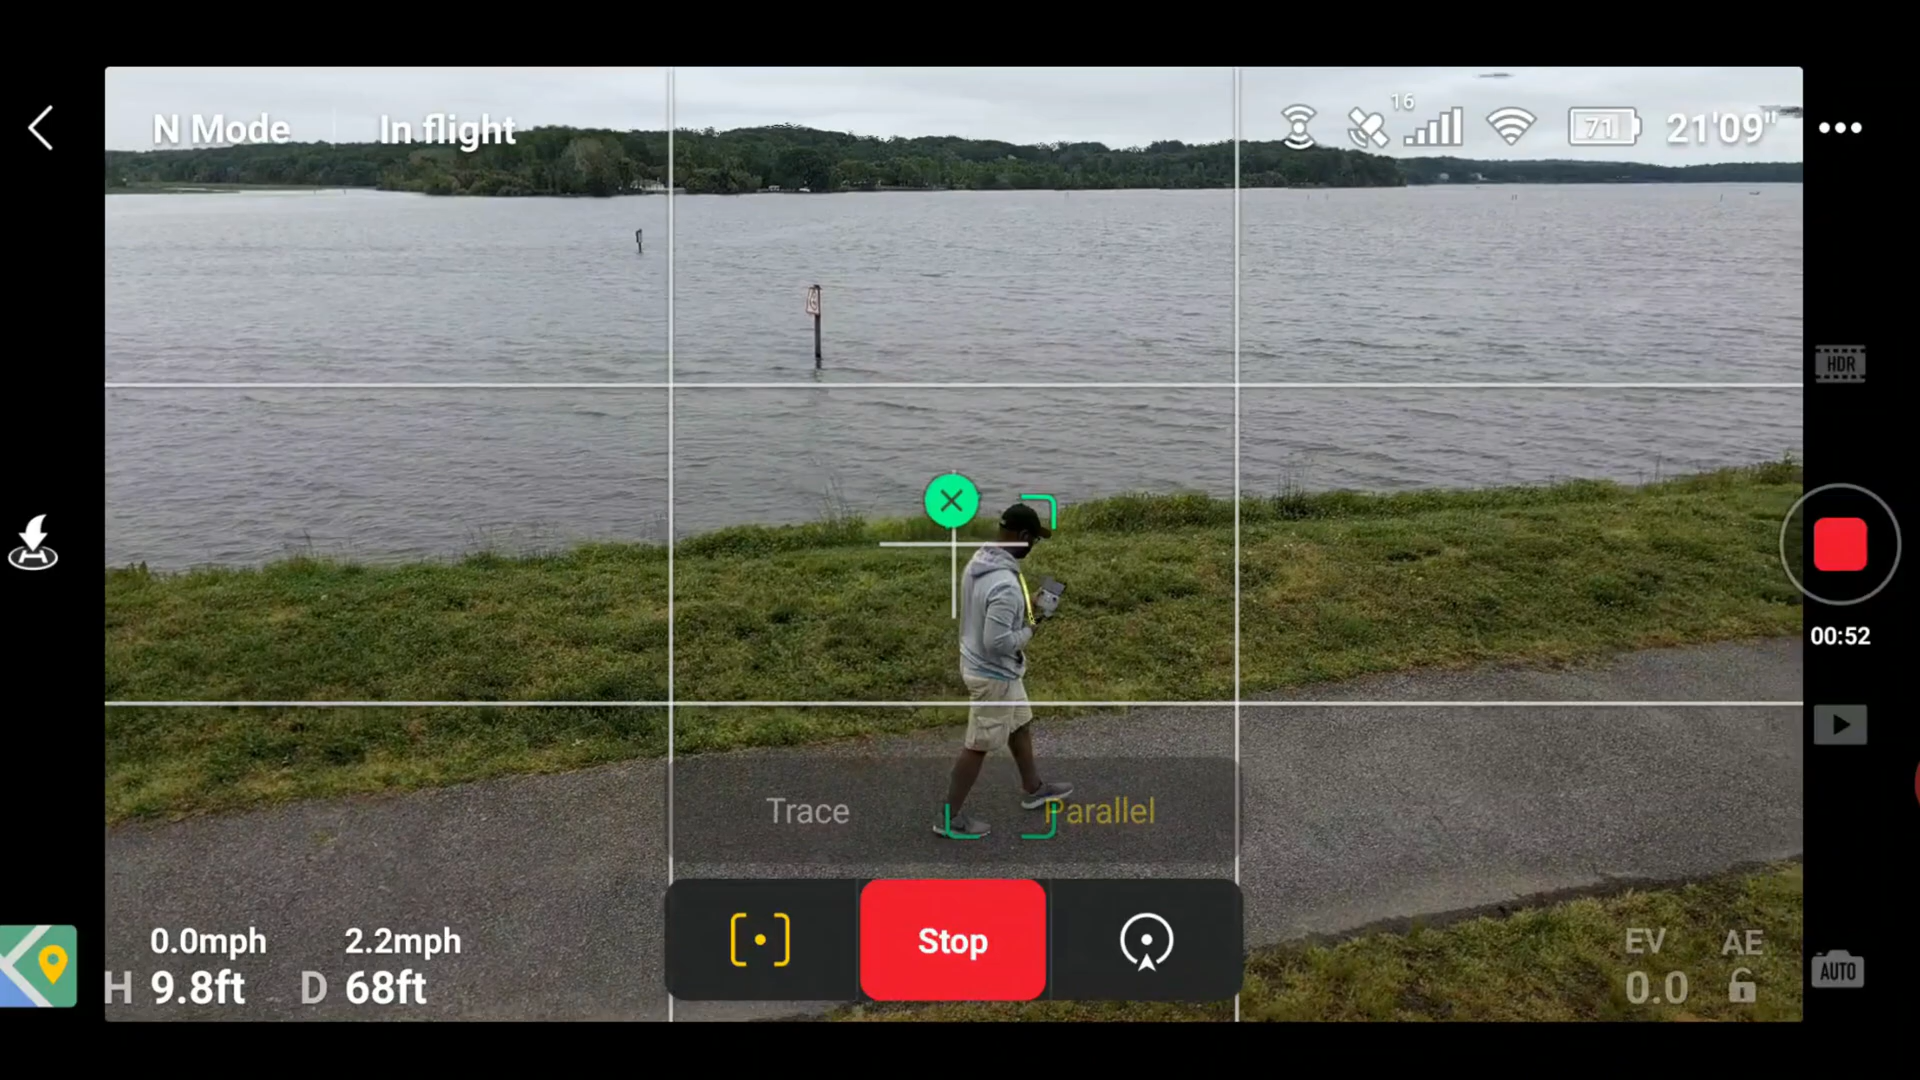 N Mode In flight 16 71 21'09"
HDR
00:52
Trace Parallel
Stop
0.0mph 2.2mph
H 9.8ft D 68ft
EV AE
0.0
AUTO